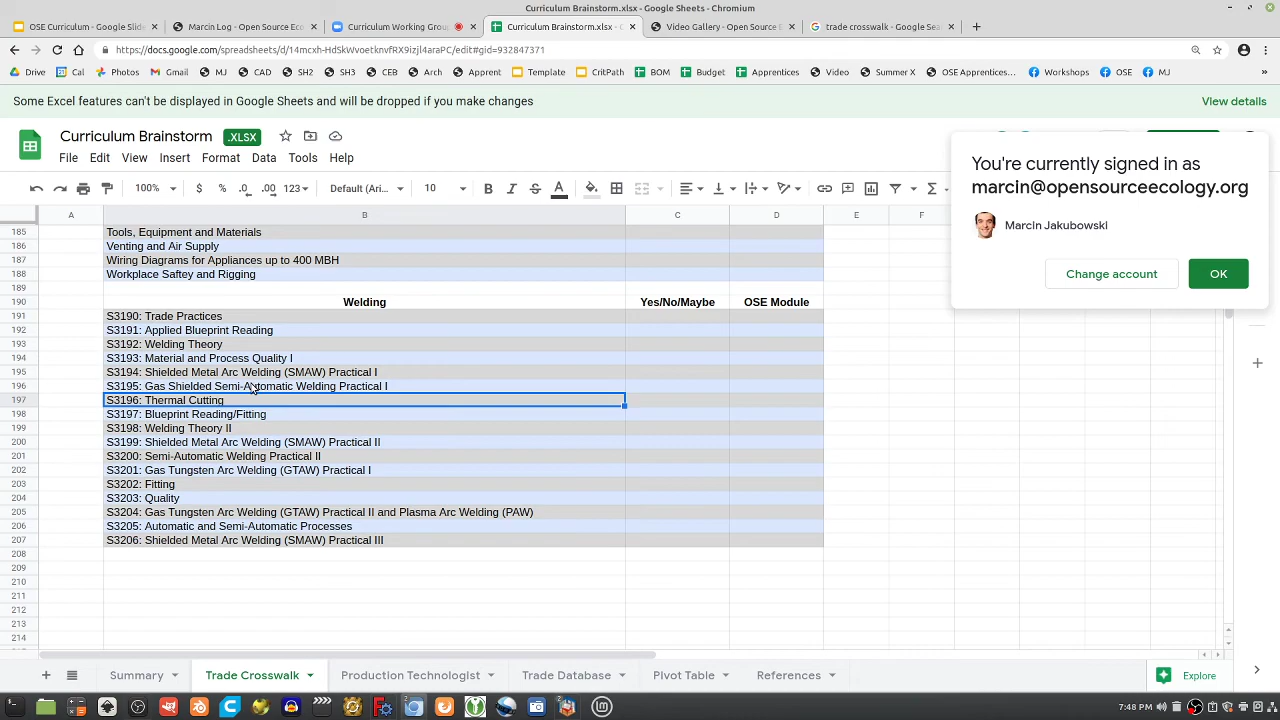 Curriculum Brainstorm.xlsx - Google Sheets - Chromium
OSE Curriculum - Google Slide
Marcin Log - Open Source Eco
Curriculum Working Grou
Curriculum Brainstorm.xlsx - G
Video Gallery - Open Source E
trade crosswalk - Google Sea
https://docs.google.com/spreadsheets/d/14mcxh-HdSkWvoetknvfRX9izjl4araPC/edit#gid=932847371
Drive Cal Photos Gmail MJ CAD SH2 SH3 CEB Arch Apprent Template CritPath BOM Budget Apprentices Video Summer X OSE Apprentices... Workshops OSE MJ »
Some Excel features can't be displayed in Google Sheets and will be dropped if you make changes
View details
Curriculum Brainstorm .XLSX
File Edit View Insert Format Data Tools Help
You're currently signed in as
marcin@opensourceecology.org
Marcin Jakubowski
Change account OK
100% $ % .0 .00 123 Default (Ari... 10 B I S A Σ
A B C D E F
185 Tools, Equipment and Materials
186 Venting and Air Supply
187 Wiring Diagrams for Appliances up to 400 MBH
188 Workplace Saftey and Rigging
189
190 Welding Yes/No/Maybe OSE Module
191 S3190: Trade Practices
192 S3191: Applied Blueprint Reading
193 S3192: Welding Theory
194 S3193: Material and Process Quality I
195 S3194: Shielded Metal Arc Welding (SMAW) Practical I
196 S3195: Gas Shielded Semi-Automatic Welding Practical I
197 S3196: Thermal Cutting
198 S3197: Blueprint Reading/Fitting
199 S3198: Welding Theory II
200 S3199: Shielded Metal Arc Welding (SMAW) Practical II
201 S3200: Semi-Automatic Welding Practical II
202 S3201: Gas Tungsten Arc Welding (GTAW) Practical I
203 S3202: Fitting
204 S3203: Quality
205 S3204: Gas Tungsten Arc Welding (GTAW) Practical II and Plasma Arc Welding (PAW)
206 S3205: Automatic and Semi-Automatic Processes
207 S3206: Shielded Metal Arc Welding (SMAW) Practical III
208
209
210
211
212
213
214
Summary Trade Crosswalk Production Technologist Trade Database Pivot Table References Explore
7:48 PM